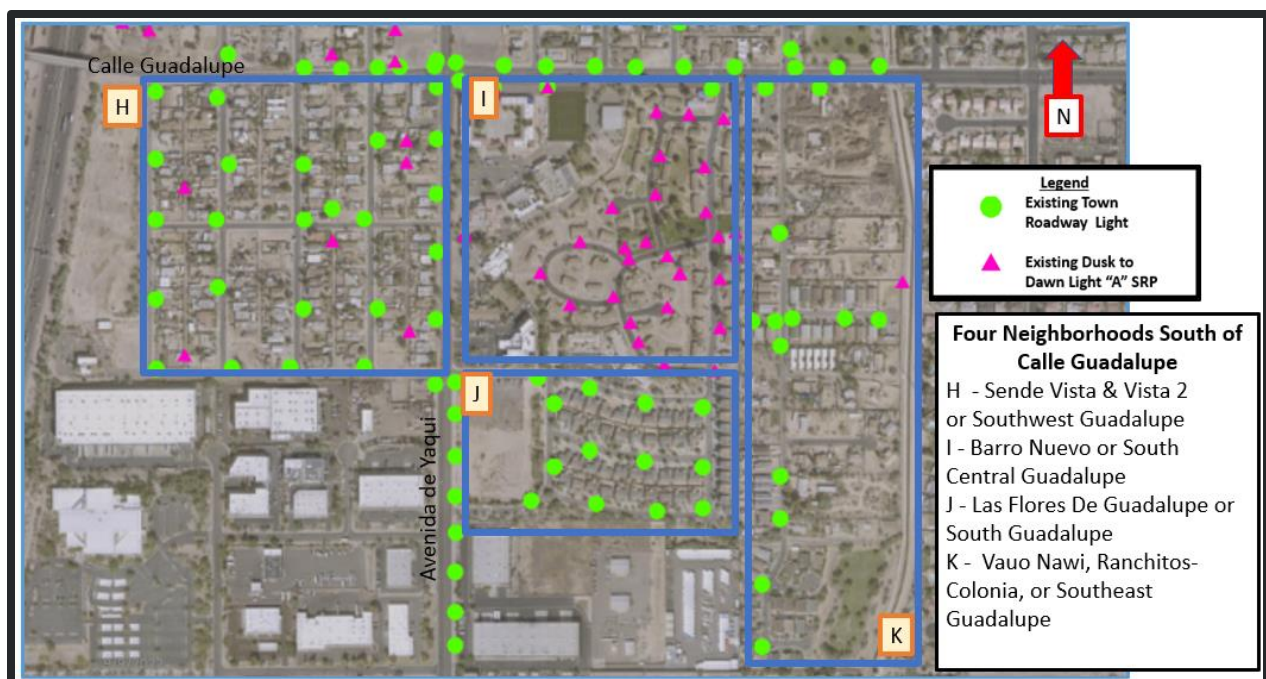 Calle Guadalupe
H
I
N
Legend
Existing Town
Roadway Light
Existing Dusk to
Dawn Light “A” SRP
Four Neighborhoods South of
Calle Guadalupe
H - Sende Vista & Vista 2
or Southwest Guadalupe
I - Barro Nuevo or South
Central Guadalupe
J - Las Flores De Guadalupe or
South Guadalupe
K - Vauo Nawi, Ranchitos-
Colonia, or Southeast
Guadalupe
J
Avenida de Yaqui
K